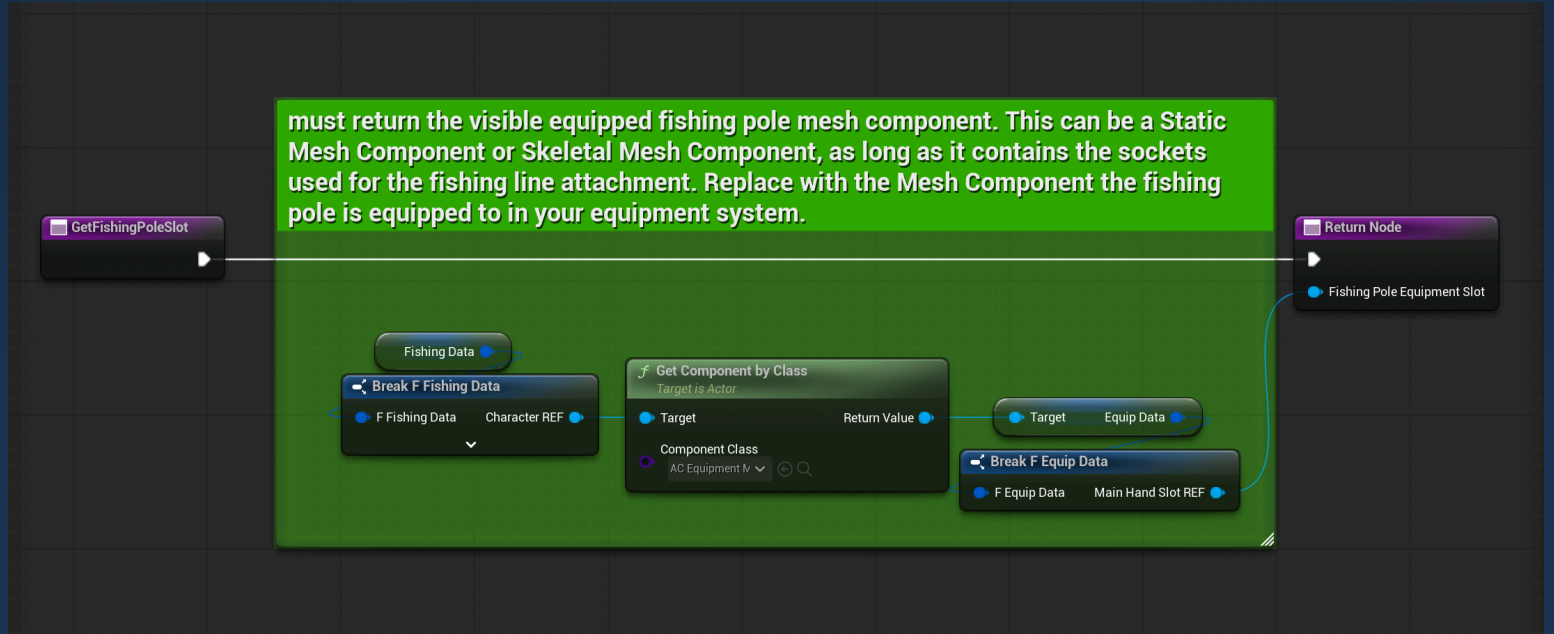 must return the visible equipped fishing pole mesh component. This can be a Static
Mesh Component or Skeletal Mesh Component, as long as it contains the sockets
used for the fishing line attachment. Replace with the Mesh Component the fishing
pole is equipped to in your equipment system.
GetFishingPoleSlot
Return Node
Fishing Pole Equipment Slot
Fishing Data
Break F Fishing Data
F Fishing Data Character REF
Get Component by Class
Target is Actor
Target Return Value
Component Class
AC Equipment
Target Equip Data
Break F Equip Data
F Equip Data Main Hand Slot REF